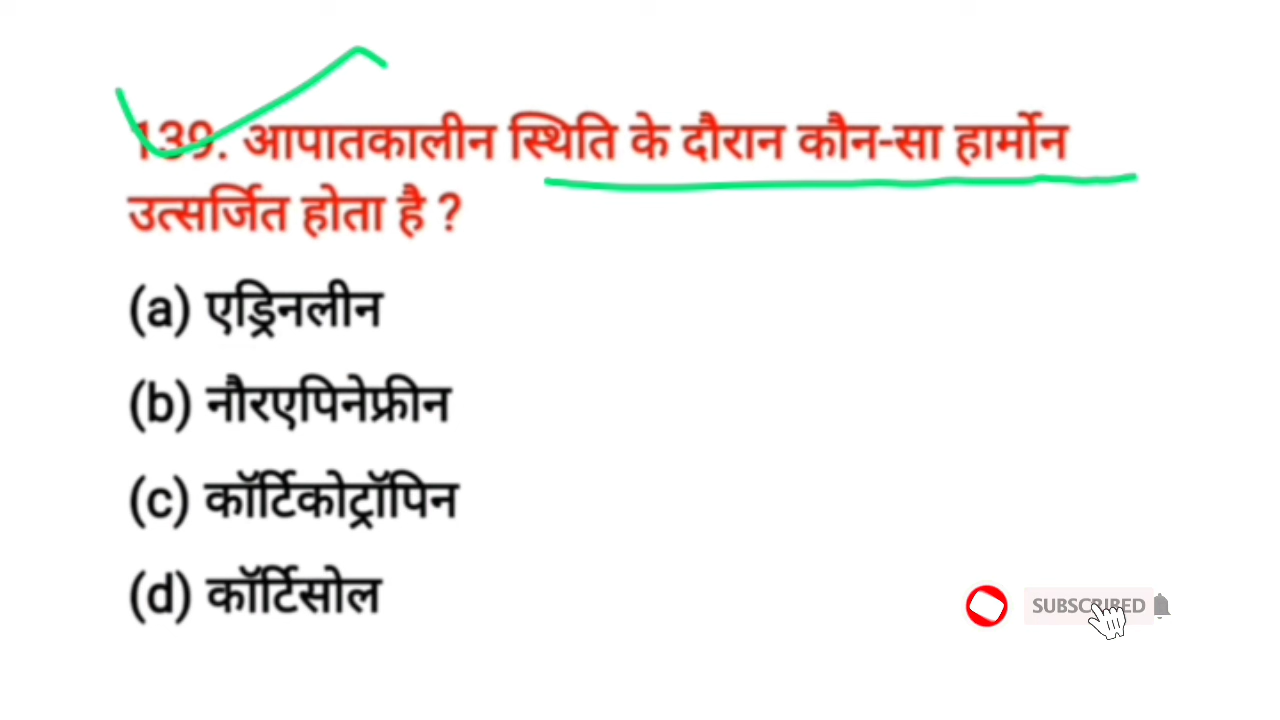 139. आपातकालीन स्थिति के दौरान कौन-सा हार्मोन
उत्सर्जित होता है ?
(a) एड्रिनलीन
(b) नौरएपिनेफ्रीन
(c) कॉर्टिकोट्रॉपिन
(d) कॉर्टिसोल
SUBSCRIBED